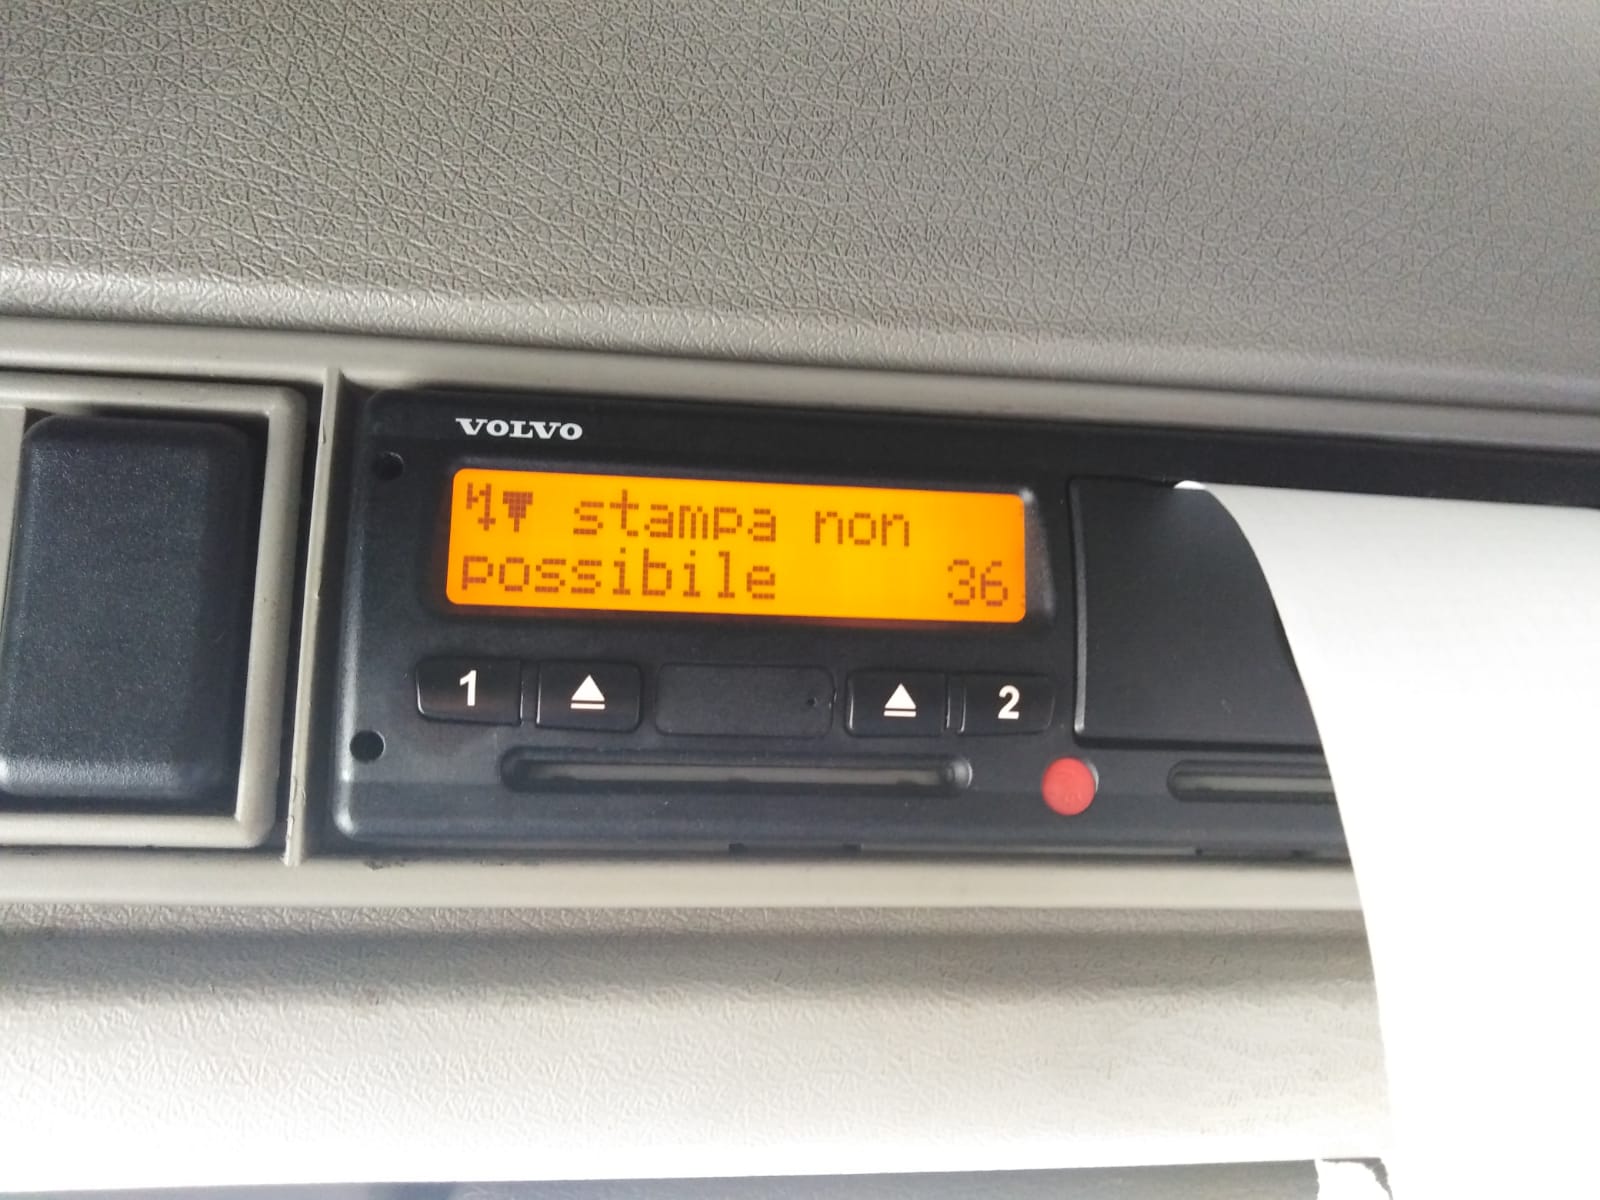 VOLVO
stampa non
possibile 36
1
2